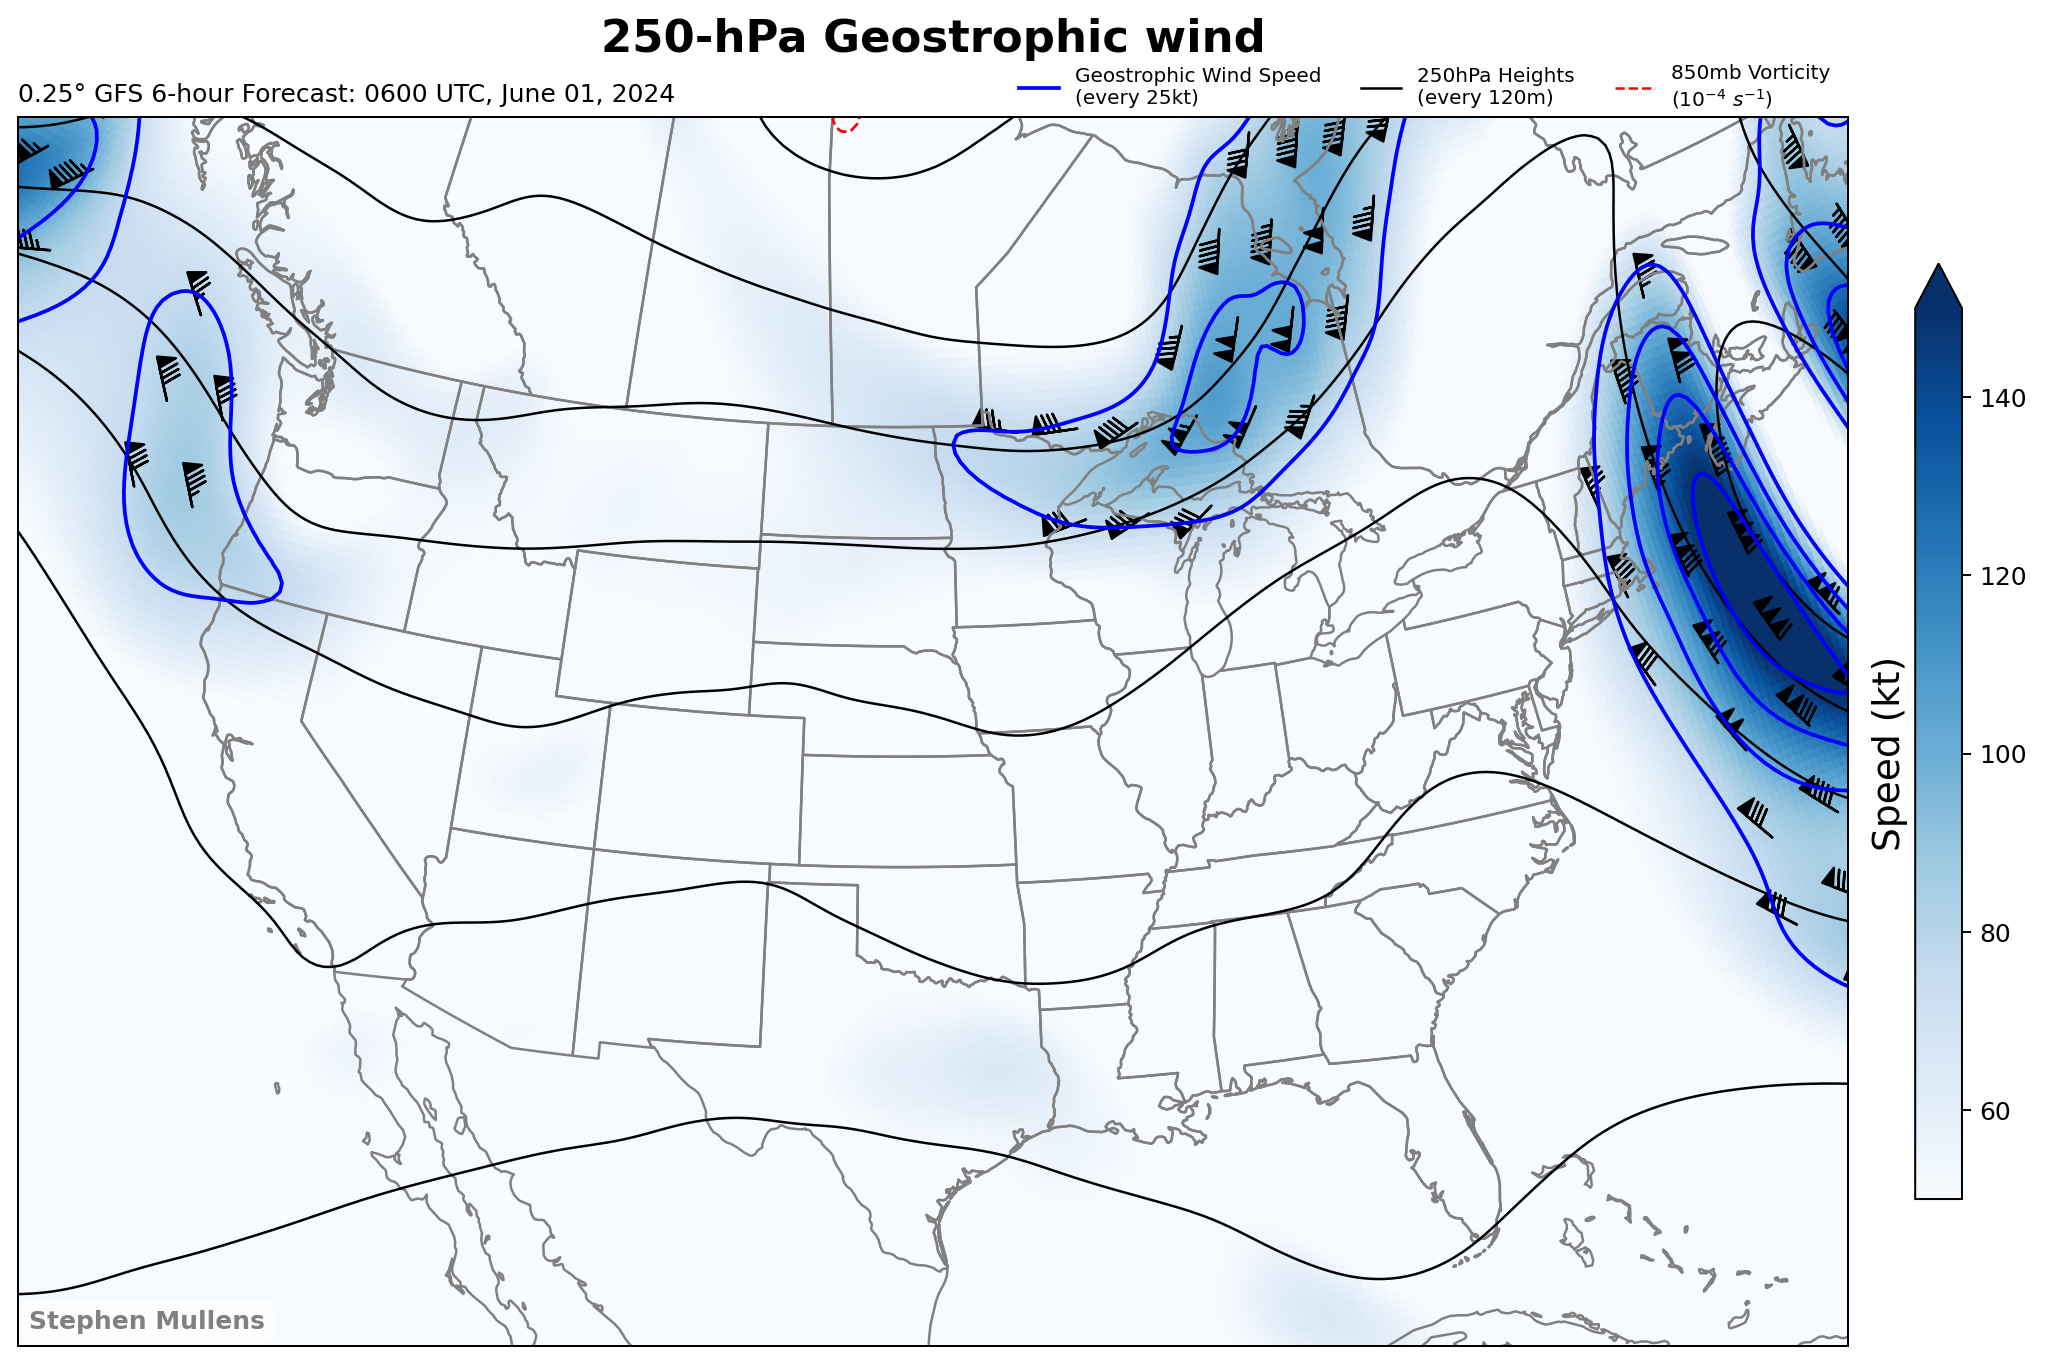 250-hPa Geostrophic wind
0.25° GFS 6-hour Forecast: 0600 UTC, June 01, 2024
Geostrophic Wind Speed
(every 25kt)
250hPa Heights
(every 120m)
850mb Vorticity
(10⁻⁴ s⁻¹)
140
120
100
80
60
Speed (kt)
Stephen Mullens